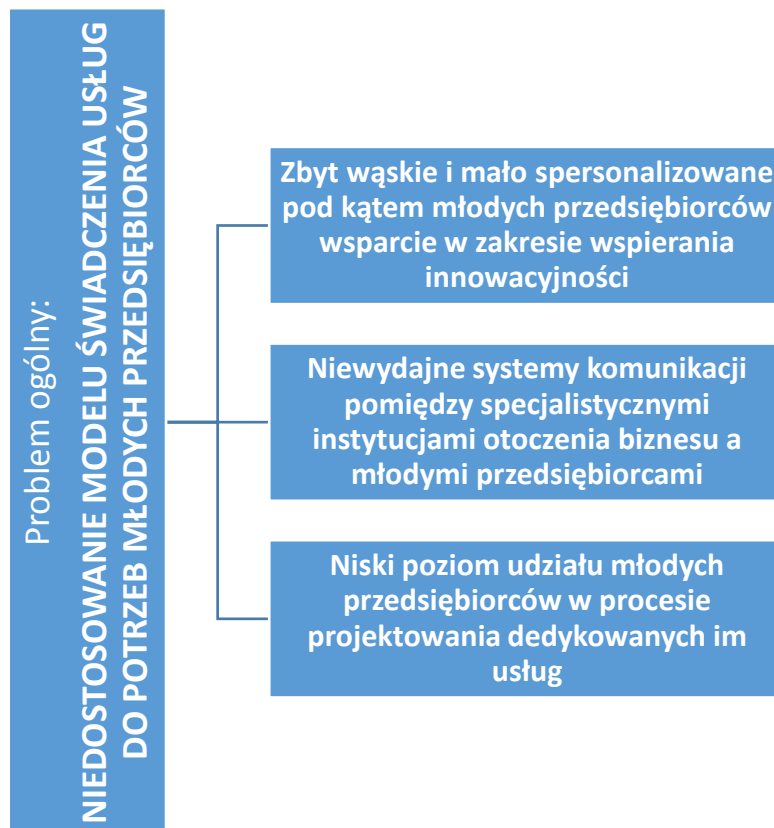 Problem ogólny:
NIEDOSTOSOWANIE MODELU ŚWIADCZENIA USŁUG
DO POTRZEB MŁODYCH PRZEDSIĘBIORCÓW
Zbyt wąskie i mało spersonalizowane
pod kątem młodych przedsiębiorców
wsparcie w zakresie wspierania
innowacyjności
Niewydajne systemy komunikacji
pomiędzy specjalistycznymi
instytucjami otoczenia biznesu a
młodymi przedsiębiorcami
Niski poziom udziału młodych
przedsiębiorców w procesie
projektowania dedykowanych im
usług